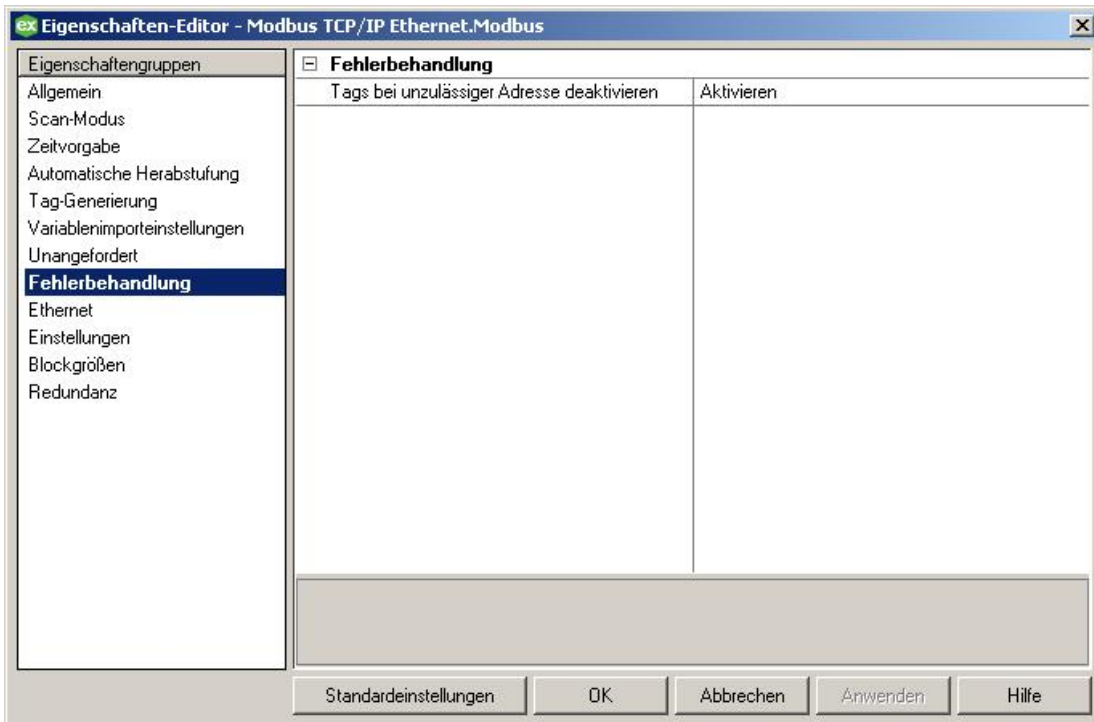 ex Eigenschaften-Editor - Modbus TCP/IP Ethernet.Modbus
Eigenschaftengruppen
Allgemein
Scan-Modus
Zeitvorgabe
Automatische Herabstufung
Tag-Generierung
Variablenimporteinstellungen
Unangefordert
Fehlerbehandlung
Ethernet
Einstellungen
Blockgrößen
Redundanz
Fehlerbehandlung
Tags bei unzulässiger Adresse deaktivieren Aktivieren
Standardeinstellungen OK Abbrechen Anwenden Hilfe